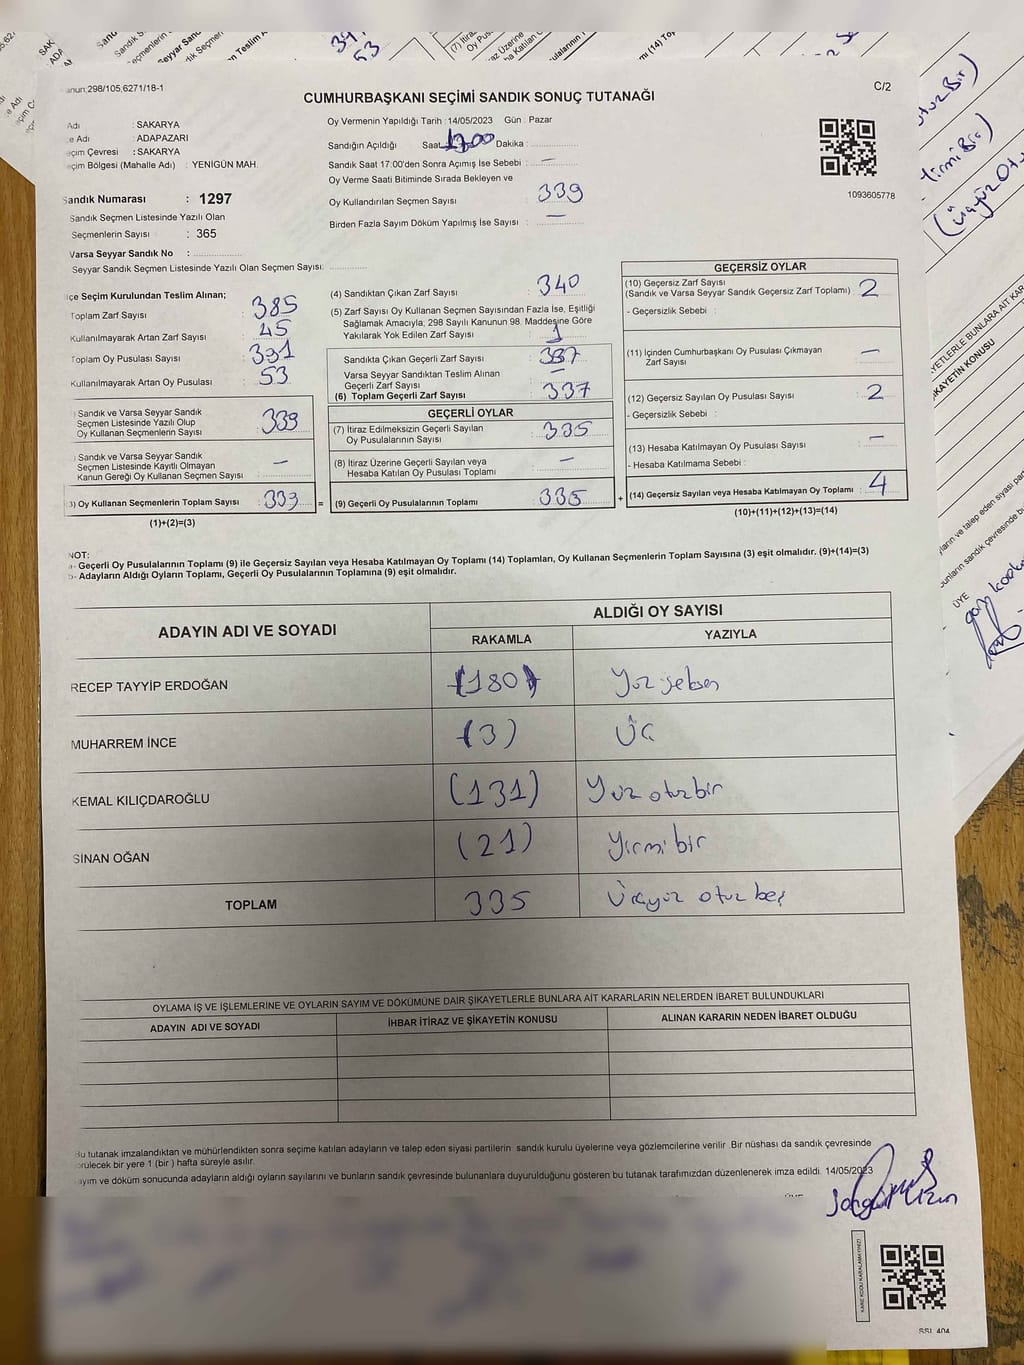 298/105,6271/18-1
C/2
CUMHURBAŞKANI SEÇİMİ SANDIK SONUÇ TUTANAĞI
Adı : SAKARYA
e Adı : ADAPAZARI
eçim Çevresi : SAKARYA
eçim Bölgesi (Mahalle Adı) : YENİGÜN MAH.
Oy Vermenin Yapıldığı Tarih : 14/05/2023 Gün : Pazar
Sandığın Açıldığı Saat 17.00 Dakika :
Sandık Saat 17:00'den Sonra Açımış İse Sebebi : —
Oy Verme Saati Bitiminde Sırada Bekleyen ve
Oy Kullandırılan Seçmen Sayısı : 339
Birden Fazla Sayım Döküm Yapılmış İse Sayısı : —
1093605778
Sandık Numarası : 1297
Sandık Seçmen Listesinde Yazılı Olan
Seçmenlerin Sayısı : 365
Varsa Seyyar Sandık No :
Seyyar Sandık Seçmen Listesinde Yazılı Olan Seçmen Sayısı:
çe Seçim Kurulundan Teslim Alınan;
Toplam Zarf Sayısı : 385
Kullanılmayarak Artan Zarf Sayısı : 45
Toplam Oy Pusulası Sayısı : 391
Kullanılmayarak Artan Oy Pusulası : 53
) Sandık ve Varsa Seyyar Sandık
Seçmen Listesinde Yazılı Olup
Oy Kullanan Seçmenlerin Sayısı : 339
) Sandık ve Varsa Seyyar Sandık
Seçmen Listesinde Kayıtlı Olmayan
Kanun Gereği Oy Kullanan Seçmen Sayısı : —
3) Oy Kullanan Seçmenlerin Toplam Sayısı : 339 =
(1)+(2)=(3)
(4) Sandıktan Çıkan Zarf Sayısı : 340
(5) Zarf Sayısı Oy Kullanan Seçmen Sayısından Fazla İse, Eşitliği
Sağlamak Amacıyla; 298 Sayılı Kanunun 98. Maddesine Göre
Yakılarak Yok Edilen Zarf Sayısı : 1
Sandıkta Çıkan Geçerli Zarf Sayısı : 337
Varsa Seyyar Sandıktan Teslim Alınan
Geçerli Zarf Sayısı : —
(6) Toplam Geçerli Zarf Sayısı : 337
GEÇERLİ OYLAR
(7) İtiraz Edilmeksizin Geçerli Sayılan
Oy Pusulalarının Sayısı : 335
(8) İtiraz Üzerine Geçerli Sayılan veya
Hesaba Katılan Oy Pusulası Toplamı : —
(9) Geçerli Oy Pusulalarının Toplamı : 335 +
GEÇERSİZ OYLAR
(10) Geçersiz Zarf Sayısı
(Sandık ve Varsa Seyyar Sandık Geçersiz Zarf Toplamı) : 2
- Geçersizlik Sebebi :
(11) İçinden Cumhurbaşkanı Oy Pusulası Çıkmayan
Zarf Sayısı : —
(12) Geçersiz Sayılan Oy Pusulası Sayısı : 2
- Geçersizlik Sebebi :
(13) Hesaba Katılmayan Oy Pusulası Sayısı : —
- Hesaba Katılmama Sebebi :
(14) Geçersiz Sayılan veya Hesaba Katılmayan Oy Toplamı : 4
(10)+(11)+(12)+(13)=(14)
NOT:
- Geçerli Oy Pusulalarının Toplamı (9) ile Geçersiz Sayılan veya Hesaba Katılmayan Oy Toplamı (14) Toplamları, Oy Kullanan Seçmenlerin Toplam Sayısına (3) eşit olmalıdır. (9)+(14)=(3)
- Adayların Aldığı Oyların Toplamı, Geçerli Oy Pusulalarının Toplamına (9) eşit olmalıdır.
ADAYIN ADI VE SOYADI
ALDIĞI OY SAYISI
RAKAMLA YAZIYLA
RECEP TAYYİP ERDOĞAN (180) Yüz seksen
MUHARREM İNCE (3) Üç
KEMAL KILIÇDAROĞLU (131) Yüz otuz bir
SİNAN OĞAN (21) Yirmi bir
TOPLAM 335 Üçyüz otuz beş
OYLAMA İŞ VE İŞLEMLERİNE VE OYLARIN SAYIM VE DÖKÜMÜNE DAİR ŞİKAYETLERLE BUNLARA AİT KARARLARIN NELERDEN İBARET BULUNDUKLARI
ADAYIN ADI VE SOYADI İHBAR İTİRAZ VE ŞİKAYETİN KONUSU ALINAN KARARIN NEDEN İBARET OLDUĞU
Bu tutanak imzalandıktan ve mühürlendikten sonra seçime katılan adayların ve talep eden siyasi partilerin sandık kurulu üyelerine veya gözlemcilerine verilir. Bir nüshası da sandık çevresinde
görülecek bir yere 1 (bir ) hafta süreyle asılır.
ayım ve döküm sonucunda adayların aldığı oyların sayılarını ve bunların sandık çevresinde bulunanlara duyurulduğunu gösteren bu tutanak tarafımızdan düzenlenerek imza edildi. 14/05/2023